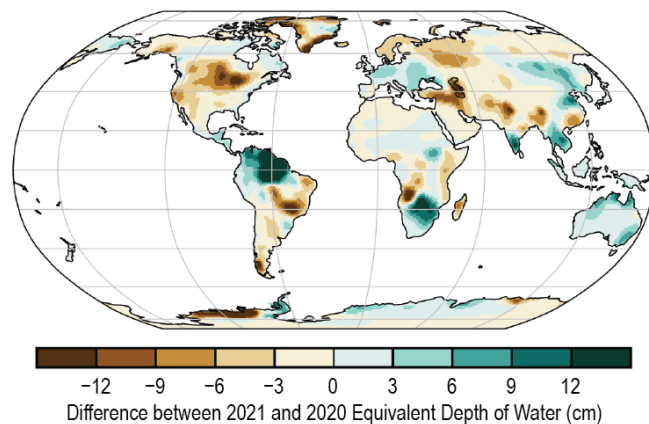 −12 −9 −6 −3 0 3 6 9 12
Difference between 2021 and 2020 Equivalent Depth of Water (cm)